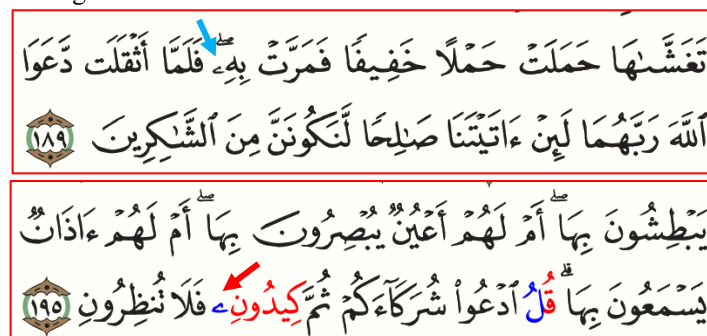 تَغَشَّىٰهَا حَمَلَتْ حَمْلًا خَفِيفًا فَمَرَّتْ بِهِۦۖ فَلَمَّا أَثْقَلَت دَّعَوَا
ٱللَّهَ رَبَّهُمَا لَئِنْ ءَاتَيْتَنَا صَٰلِحًا لَّنَكُونَنَّ مِنَ ٱلشَّٰكِرِينَ ١٨٩
يَبْطِشُونَ بِهَاۖ أَمْ لَهُمْ أَعْيُنٌ يُبْصِرُونَ بِهَاۖ أَمْ لَهُمْ ءَاذَانٌ
يَسْمَعُونَ بِهَاۗ قُلُ ٱدْعُوا۟ شُرَكَآءَكُمْ ثُمَّ كِيدُونِۦ فَلَا تُنظِرُونِ ١٩٥